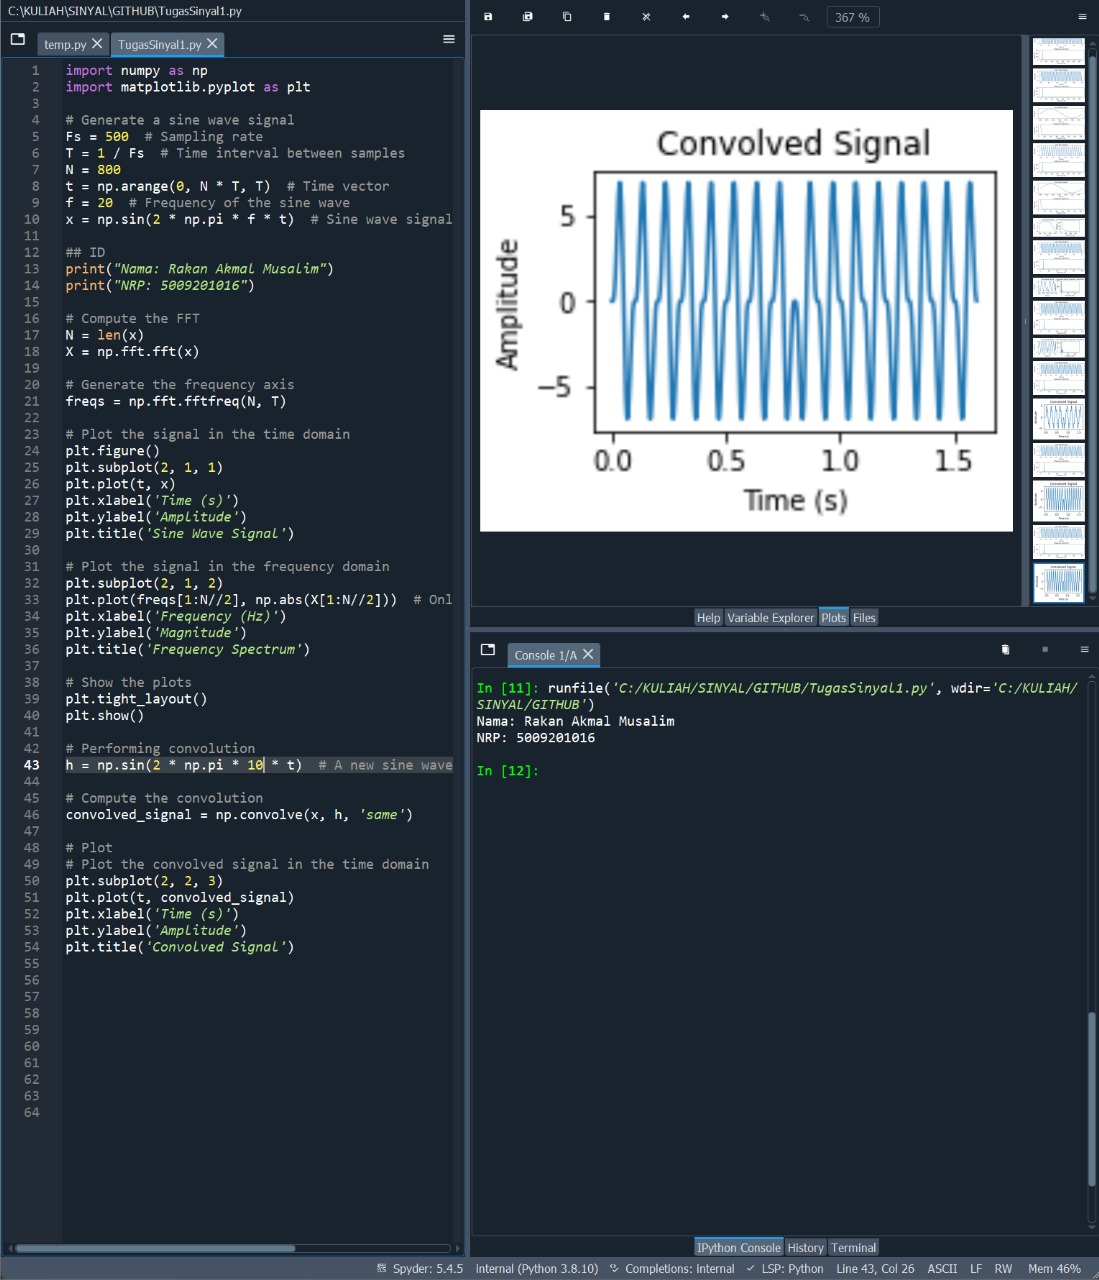 C:\KULIAH\SINYAL\GITHUB\TugasSinyal1.py
temp.py
TugasSinyal1.py
1 import numpy as np
2 import matplotlib.pyplot as plt
3
4 # Generate a sine wave signal
5 Fs = 500  # Sampling rate
6 T = 1 / Fs  # Time interval between samples
7 N = 800
8 t = np.arange(0, N * T, T)  # Time vector
9 f = 20  # Frequency of the sine wave
10 x = np.sin(2 * np.pi * f * t)  # Sine wave signal
11
12 ## ID
13 print("Nama: Rakan Akmal Musalim")
14 print("NRP: 5009201016")
15
16 # Compute the FFT
17 N = len(x)
18 X = np.fft.fft(x)
19
20 # Generate the frequency axis
21 freqs = np.fft.fftfreq(N, T)
22
23 # Plot the signal in the time domain
24 plt.figure()
25 plt.subplot(2, 1, 1)
26 plt.plot(t, x)
27 plt.xlabel('Time (s)')
28 plt.ylabel('Amplitude')
29 plt.title('Sine Wave Signal')
30
31 # Plot the signal in the frequency domain
32 plt.subplot(2, 1, 2)
33 plt.plot(freqs[1:N//2], np.abs(X[1:N//2]))  # Onl
34 plt.xlabel('Frequency (Hz)')
35 plt.ylabel('Magnitude')
36 plt.title('Frequency Spectrum')
37
38 # Show the plots
39 plt.tight_layout()
40 plt.show()
41
42 # Performing convolution
43 h = np.sin(2 * np.pi * 10 * t)  # A new sine wave
44
45 # Compute the convolution
46 convolved_signal = np.convolve(x, h, 'same')
47
48 # Plot
49 # Plot the convolved signal in the time domain
50 plt.subplot(2, 2, 3)
51 plt.plot(t, convolved_signal)
52 plt.xlabel('Time (s)')
53 plt.ylabel('Amplitude')
54 plt.title('Convolved Signal')
55
56
57
58
59
60
61
62
63
64
367 %
Convolved Signal
Amplitude
5
0
−5
0.0 0.5 1.0 1.5
Time (s)
Help Variable Explorer Plots Files
Console 1/A
In [11]: runfile('C:/KULIAH/SINYAL/GITHUB/TugasSinyal1.py', wdir='C:/KULIAH/
SINYAL/GITHUB')
Nama: Rakan Akmal Musalim
NRP: 5009201016
In [12]:
IPython Console History Terminal
Spyder: 5.4.5 internal (Python 3.8.10) Completions: internal LSP: Python Line 43, Col 26 ASCII LF RW Mem 46%